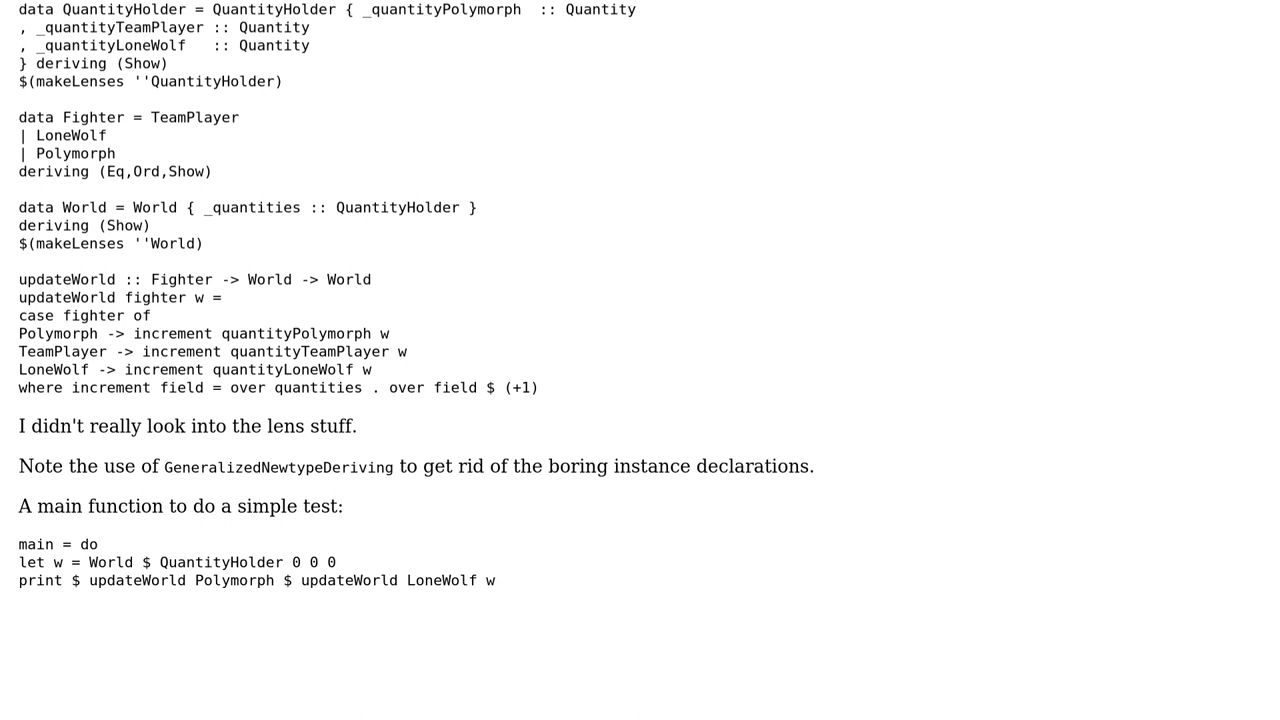 data QuantityHolder = QuantityHolder { _quantityPolymorph  :: Quantity
, _quantityTeamPlayer :: Quantity
, _quantityLoneWolf   :: Quantity
} deriving (Show)
$(makeLenses ''QuantityHolder)
data Fighter = TeamPlayer
| LoneWolf
| Polymorph
deriving (Eq,Ord,Show)
data World = World { _quantities :: QuantityHolder }
deriving (Show)
$(makeLenses ''World)
updateWorld :: Fighter -> World -> World
updateWorld fighter w =
case fighter of
Polymorph -> increment quantityPolymorph w
TeamPlayer -> increment quantityTeamPlayer w
LoneWolf -> increment quantityLoneWolf w
where increment field = over quantities . over field $ (+1)
I didn't really look into the lens stuff.
Note the use of GeneralizedNewtypeDeriving to get rid of the boring instance declarations.
A main function to do a simple test:
main = do
let w = World $ QuantityHolder 0 0 0
print $ updateWorld Polymorph $ updateWorld LoneWolf w